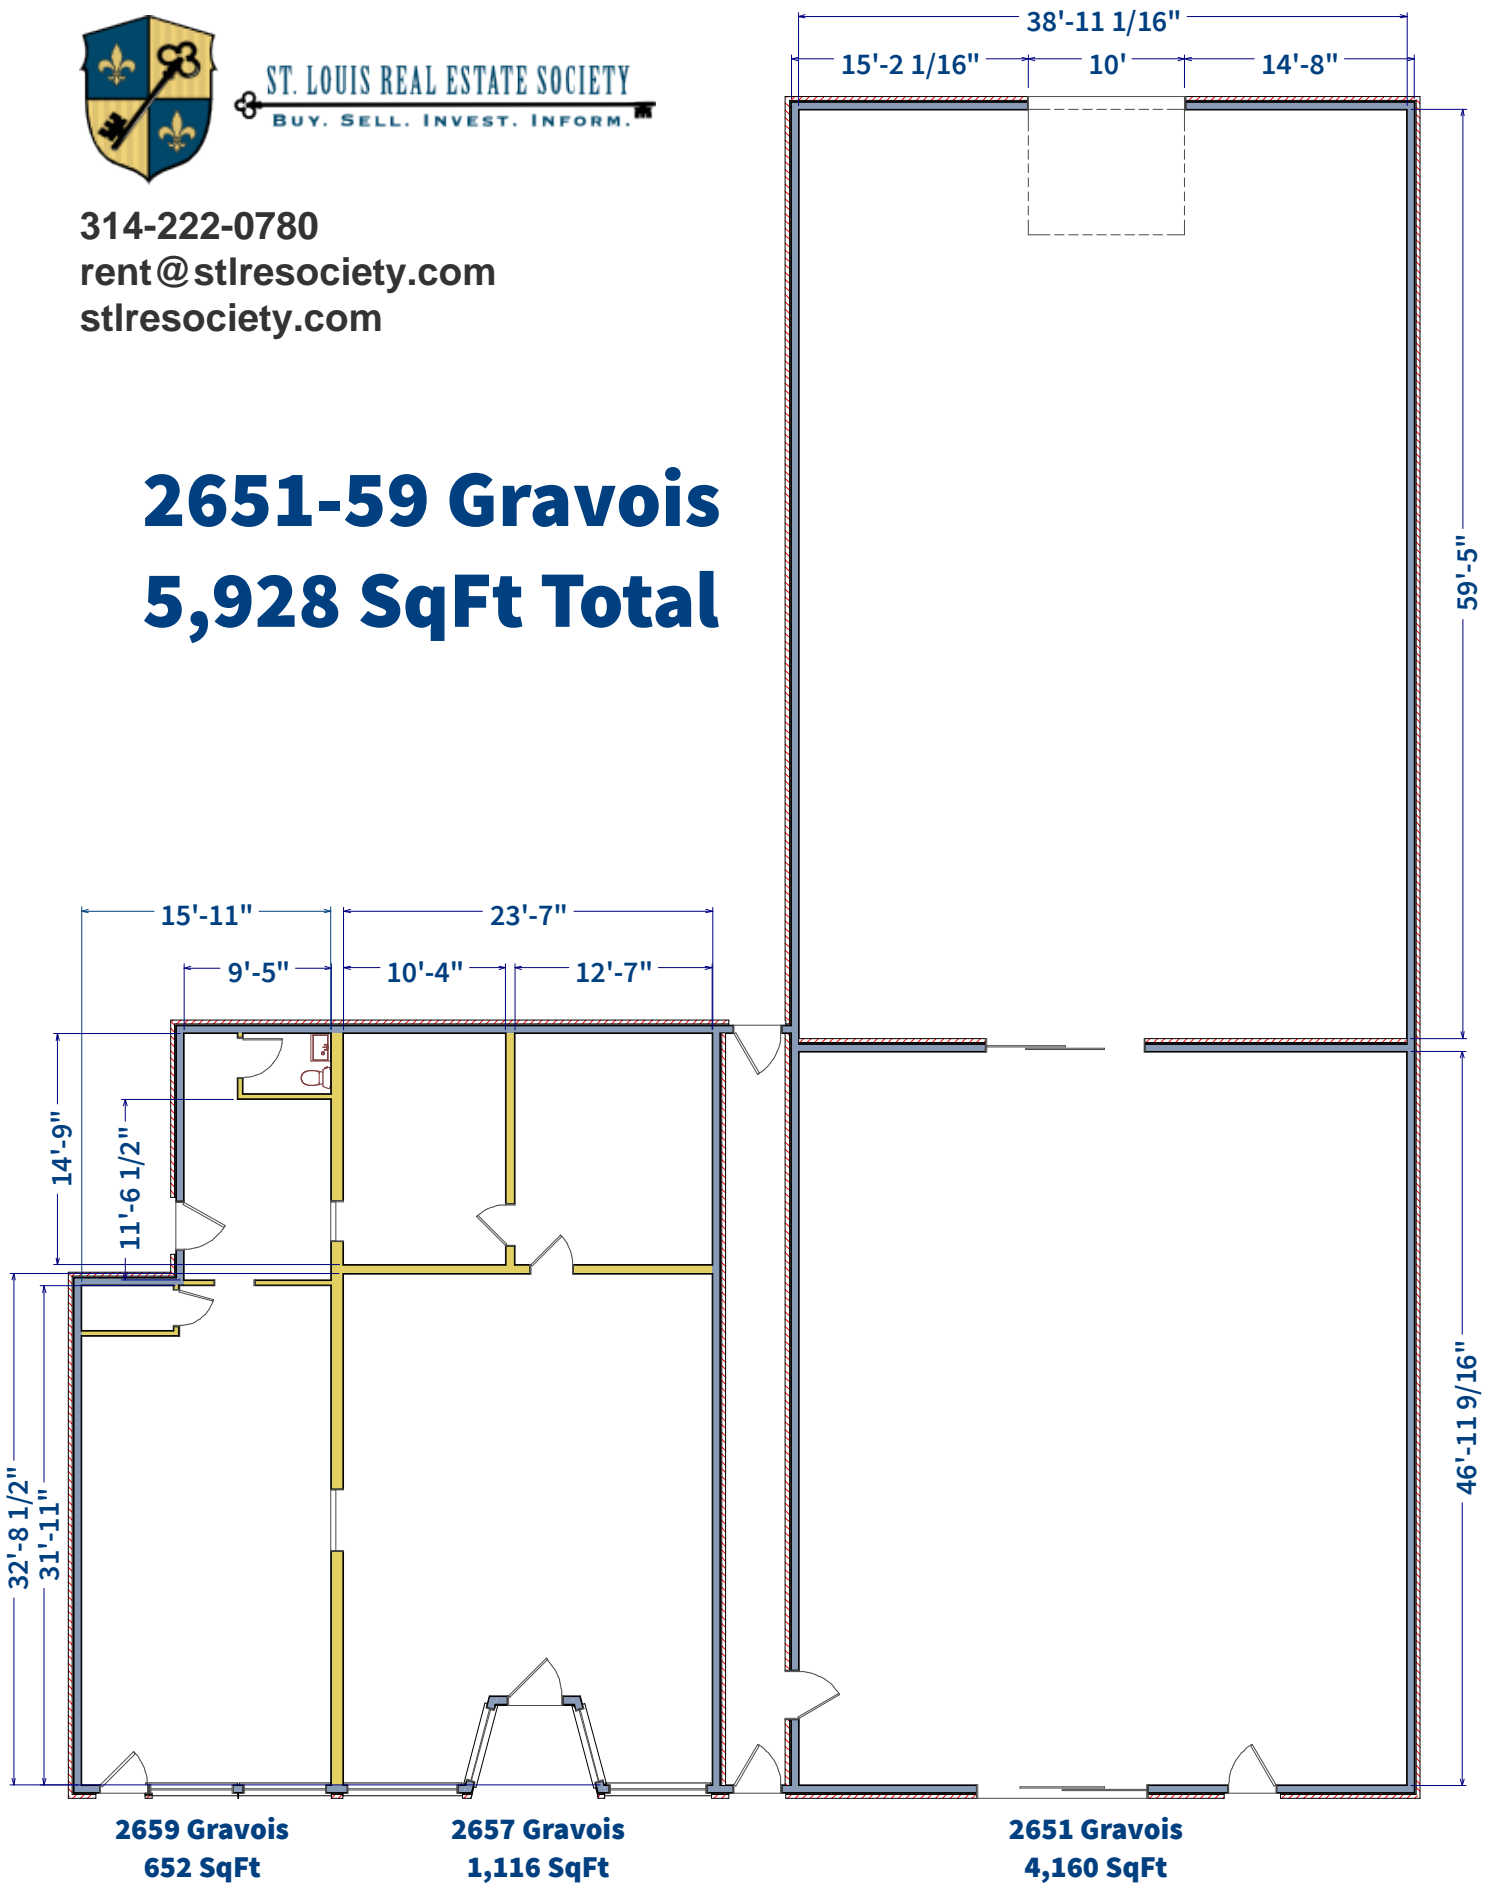 ST. LOUIS REAL ESTATE SOCIETY
BUY. SELL. INVEST. INFORM.
314-222-0780
rent@stlresociety.com
stlresociety.com
2651-59 Gravois
5,928 SqFt Total
38'-11 1/16"
15'-2 1/16"
10'
14'-8"
59'-5"
15'-11"
23'-7"
9'-5"
10'-4"
12'-7"
14'-9"
11'-6 1/2"
32'-8 1/2"
31'-11"
46'-11 9/16"
2659 Gravois
652 SqFt
2657 Gravois
1,116 SqFt
2651 Gravois
4,160 SqFt